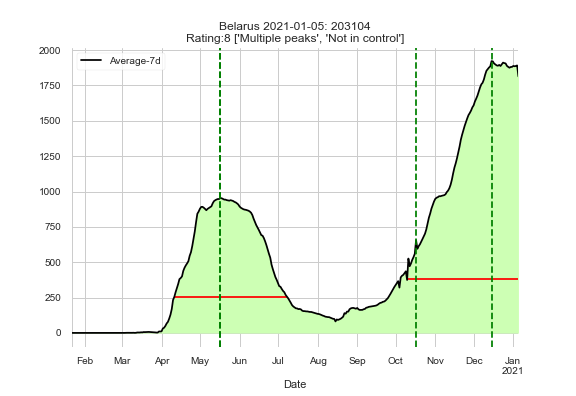 Belarus 2021-01-05: 203104
Rating:8 ['Multiple peaks', 'Not in control']
2000
1750
1500
1250
1000
750
500
250
0
Average-7d
Feb Mar Apr May Jun Jul Aug Sep Oct Nov Dec Jan
2021
Date